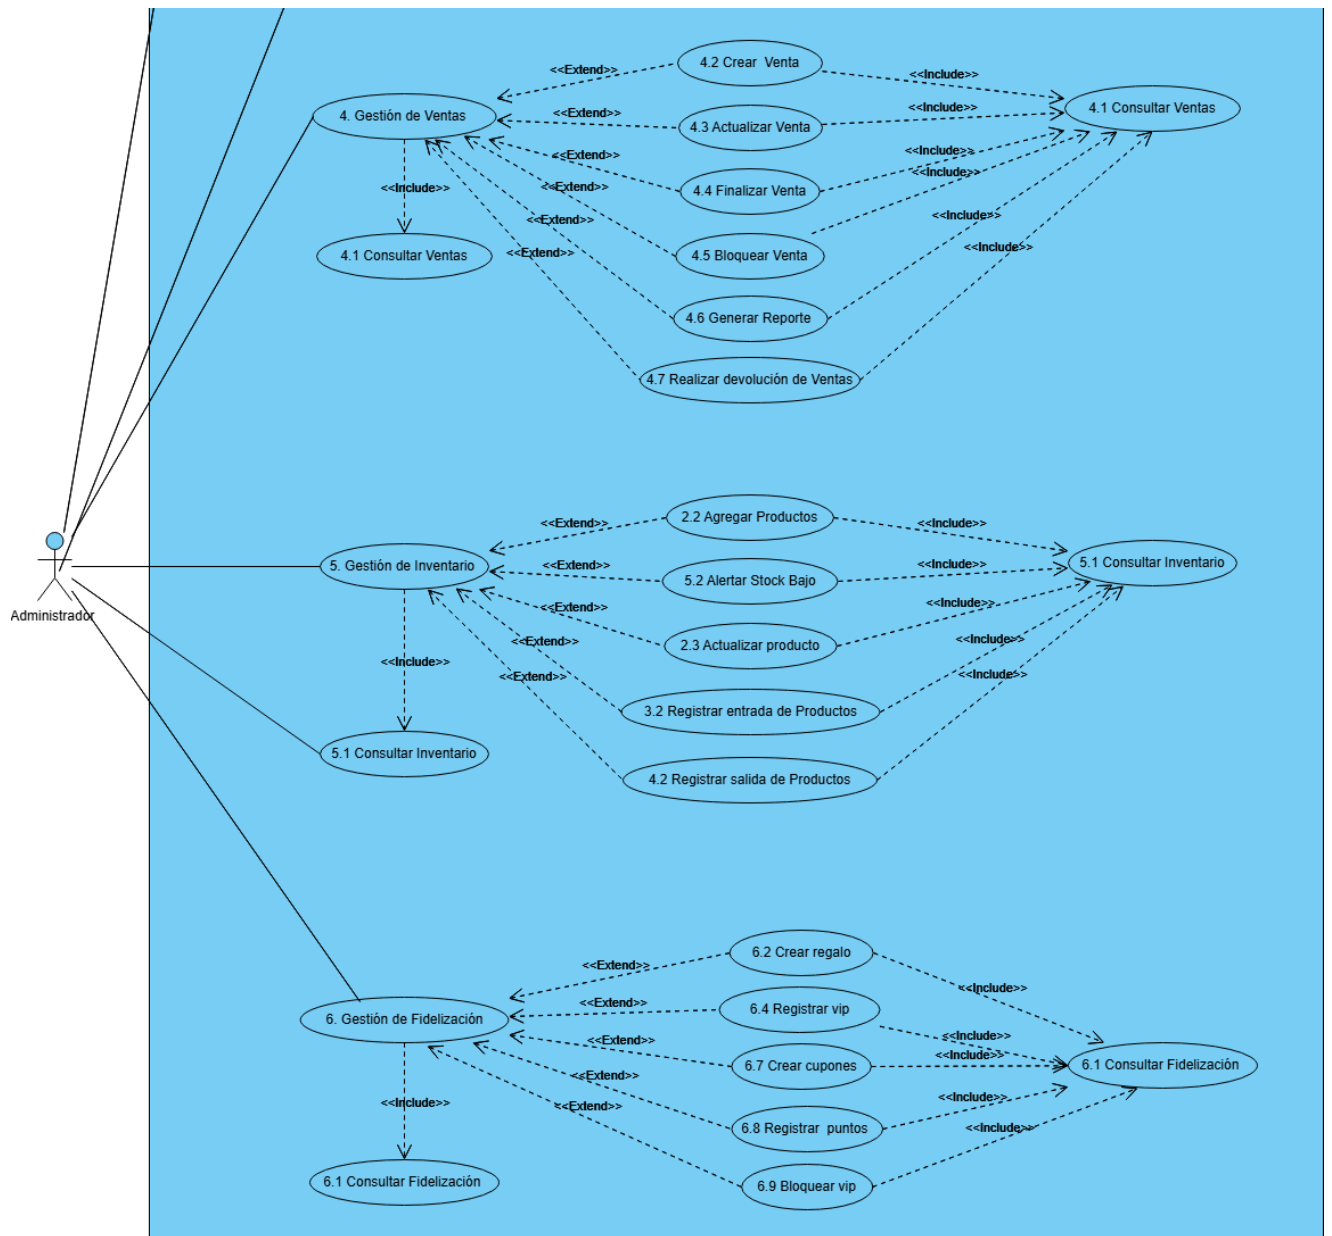 4.2 Crear  Venta
<<Extend>>
<<Include>>
4. Gestión de Ventas
4.1 Consultar Ventas
<<Extend>>
<<Include>>
4.3 Actualizar Venta
<<Extend>>
<<Include>>
4.4 Finalizar Venta
<<Include>>
<<Extend>>
<<Include>>
<<Extend>>
<<Include>>
4.1 Consultar Ventas
4.5 Bloquear Venta
<<Extend>>
<<Include>>
4.6 Generar Reporte
4.7 Realizar devolución de Ventas
2.2 Agregar Productos
<<Extend>>
<<Include>>
5. Gestión de Inventario
5.1 Consultar Inventario
<<Extend>>
<<Include>>
5.2 Alertar Stock Bajo
<<Extend>>
<<Include>>
Administrador
2.3 Actualizar producto
<<Extend>>
<<Include>>
<<Include>>
<<Extend>>
<<Include>>
3.2 Registrar entrada de Productos
5.1 Consultar Inventario
4.2 Registrar salida de Productos
6.2 Crear regalo
<<Extend>>
<<Include>>
6.4 Registrar vip
<<Extend>>
6. Gestión de Fidelización
<<Include>>
<<Extend>>
6.7 Crear cupones
<<Include>>
6.1 Consultar Fidelización
<<Extend>>
<<Include>>
<<Include>>
<<Extend>>
6.8 Registrar  puntos
<<Include>>
6.1 Consultar Fidelización
6.9 Bloquear vip